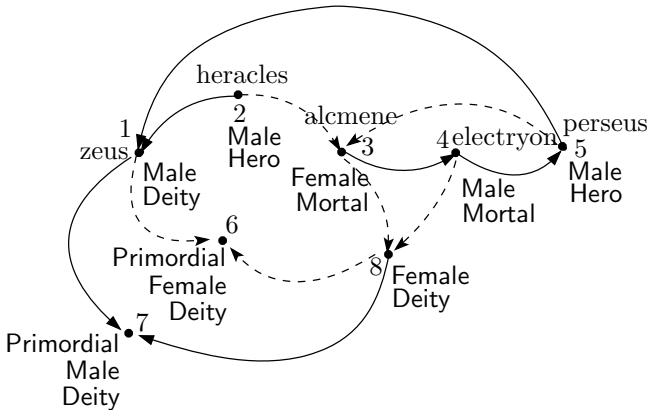 heracles
1
2
alcmene
perseus
zeus
Male
Hero
3
4
electryon
5
Male
Deity
Female
Mortal
Male
Mortal
Male
Hero
6
Primordial
Female
Deity
8
Female
Deity
7
Primordial
Male
Deity